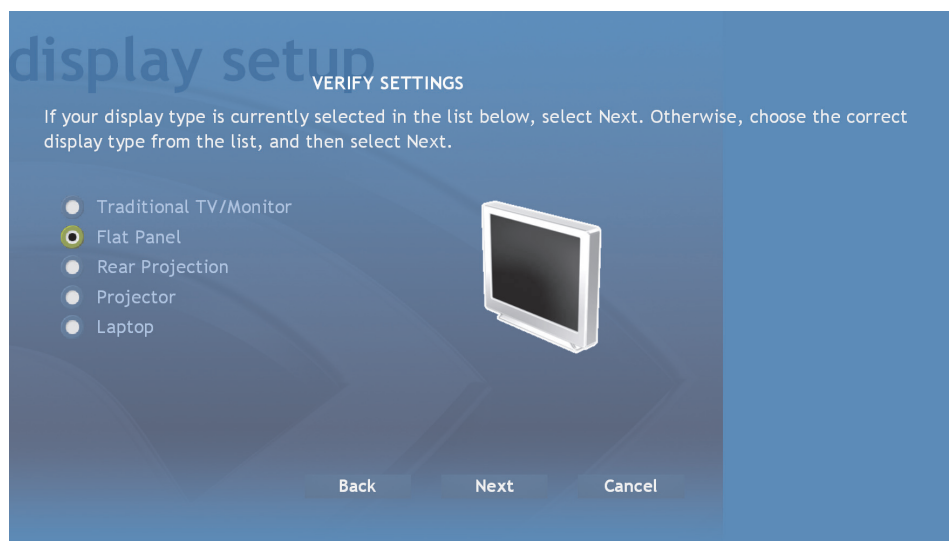 display setup
VERIFY SETTINGS
If your display type is currently selected in the list below, select Next. Otherwise, choose the correct
display type from the list, and then select Next.
Traditional TV/Monitor
Flat Panel
Rear Projection
Projector
Laptop
Back Next Cancel